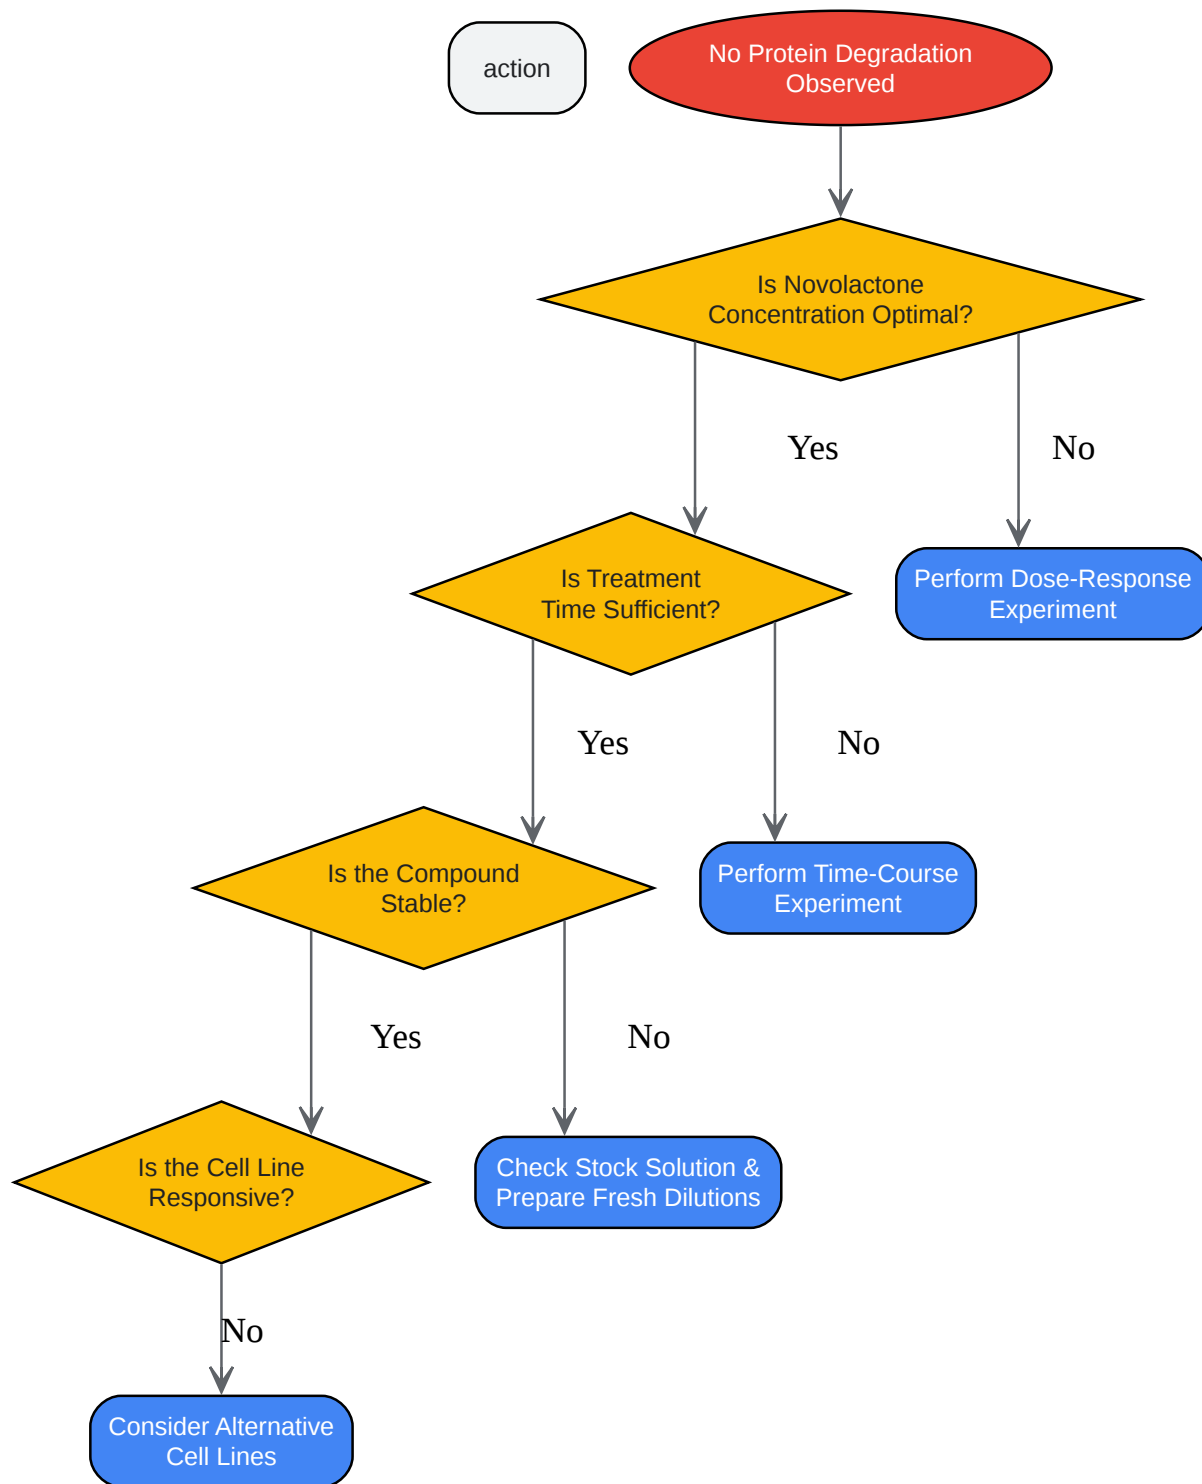 action
No Protein Degradation
Observed
Is Novolactone
Concentration Optimal?
Yes
No
Is Treatment
Time Sufficient?
Perform Dose-Response
Experiment
Yes
No
Is the Compound
Stable?
Perform Time-Course
Experiment
Yes
No
Is the Cell Line
Responsive?
Check Stock Solution &
Prepare Fresh Dilutions
No
Consider Alternative
Cell Lines